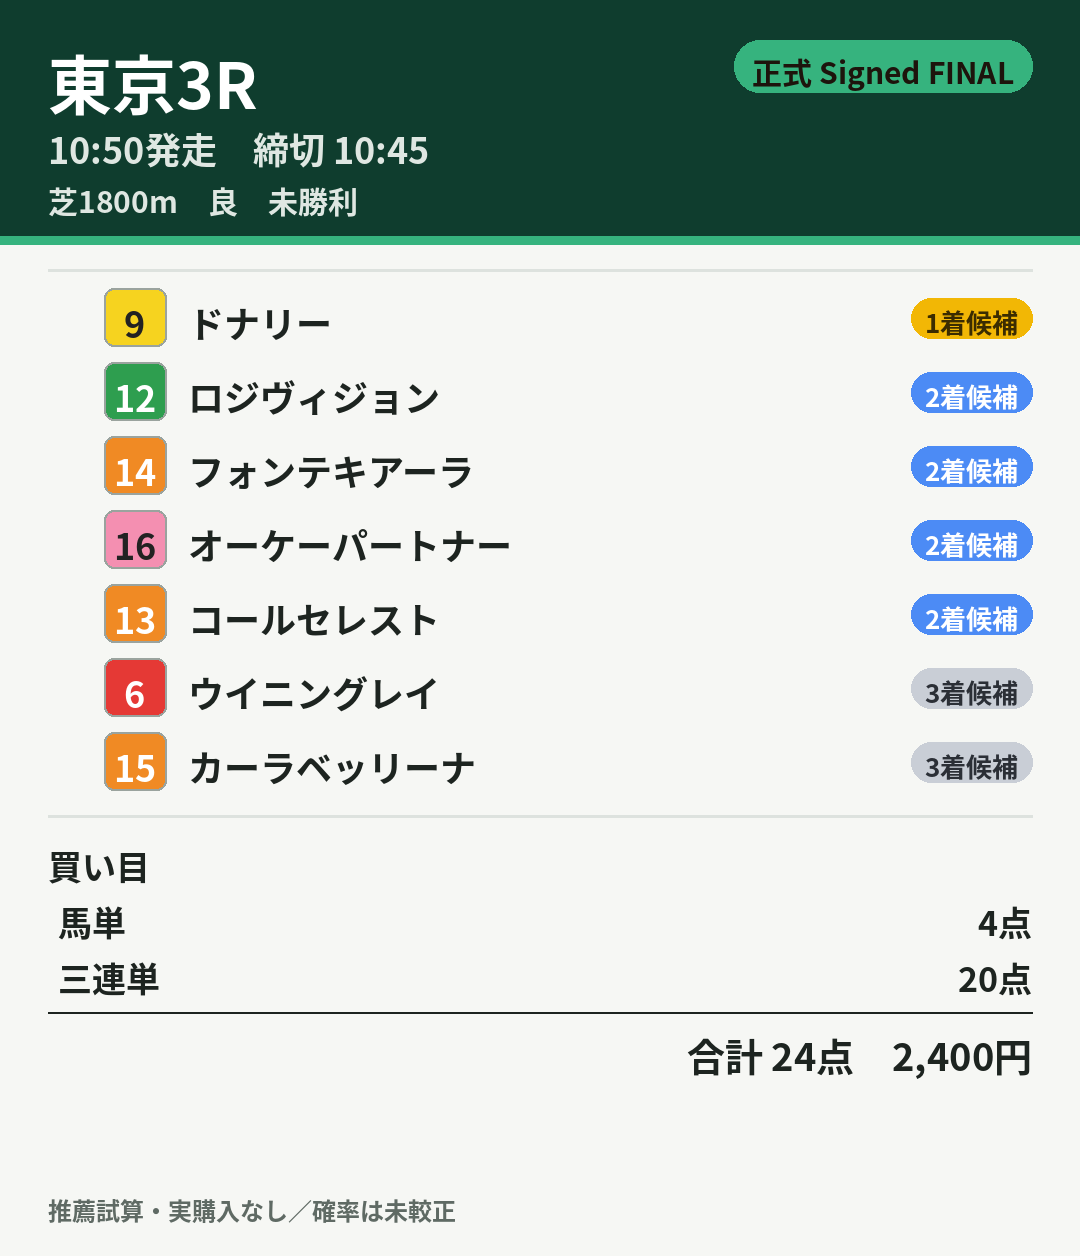 東京3R
正式 Signed FINAL
10:50発走　締切 10:45
芝1800m　良　未勝利
9 ドナリー 1着候補
12 ロジヴィジョン 2着候補
14 フォンテキアーラ 2着候補
16 オーケーパートナー 2着候補
13 コールセレスト 2着候補
6 ウイニングレイ 3着候補
15 カーラベッリーナ 3着候補
買い目
馬単 4点
三連単 20点
合計 24点　2,400円
推薦試算・実購入なし／確率は未較正